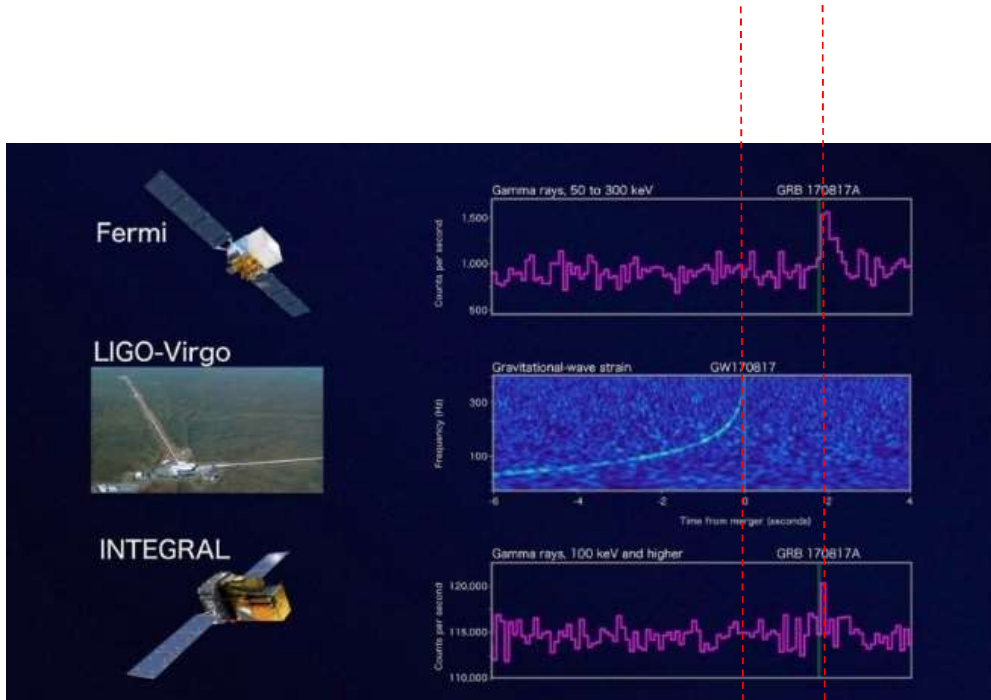 Fermi
Gamma rays, 50 to 300 keV
GRB 170817A
Counts per second
1,500
1,000
500
LIGO-Virgo
Gravitational-wave strain
GW170817
Frequency (Hz)
300
100
-6
-4
-2
0
2
4
Time from merger (seconds)
INTEGRAL
Gamma rays, 100 keV and higher
GRB 170817A
Counts per second
120,000
115,000
110,000